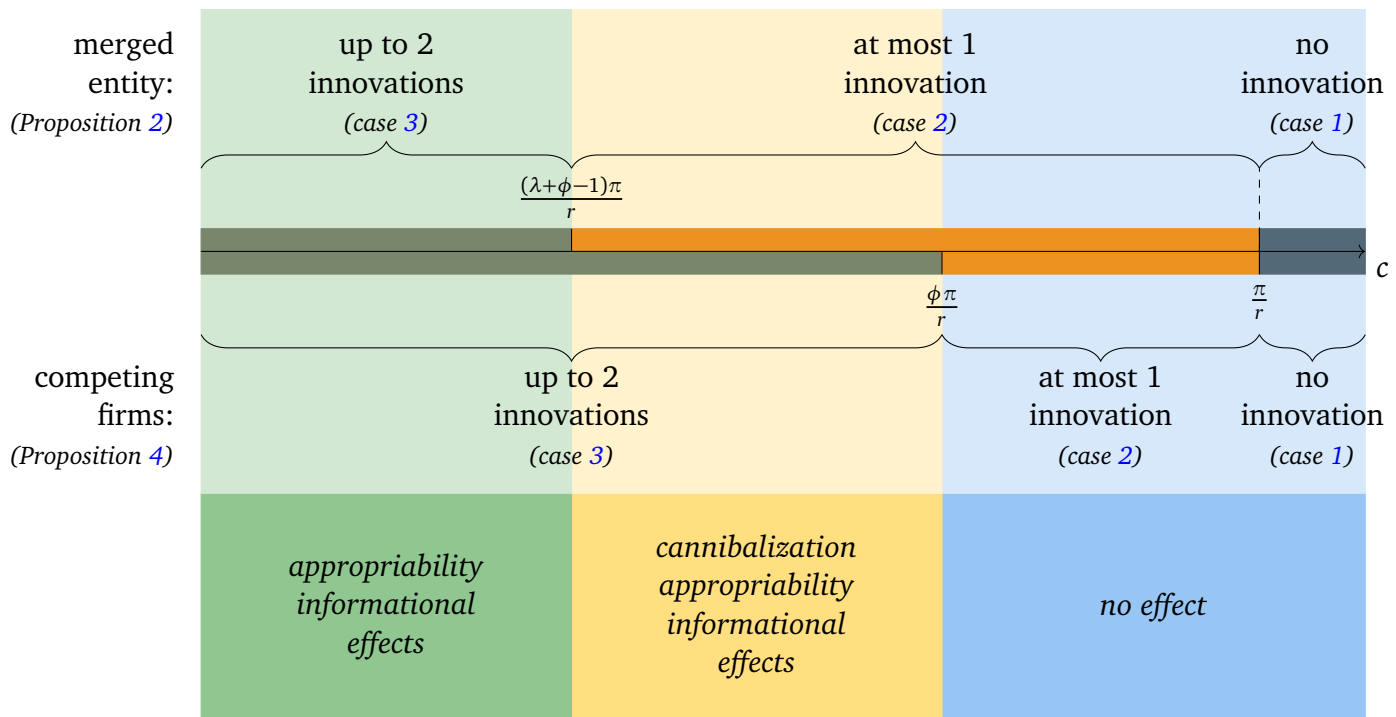 merged
entity:
(Proposition 2)
up to 2
innovations
(case 3)
at most 1
innovation
(case 2)
no
innovation
(case 1)
(λ+ϕ−1)π
r
c
ϕπ
r
π
r
competing
firms:
(Proposition 4)
up to 2
innovations
(case 3)
at most 1
innovation
(case 2)
no
innovation
(case 1)
appropriability
informational
effects
cannibalization
appropriability
informational
effects
no effect